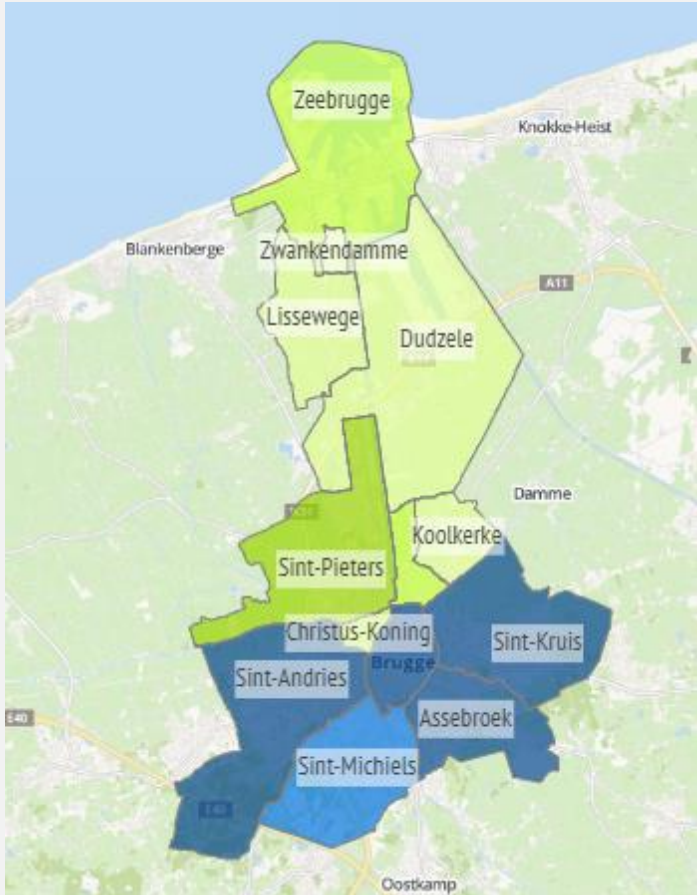 Zeebrugge
Knokke-Heist
Blankenberge
Zwankendamme
A11
Lissewege
Dudzele
Damme
Koolkerke
Sint-Pieters
Christus-Koning
Sint-Kruis
Brugge
Sint-Andries
E40
Assebroek
Sint-Michiels
E40
Oostkamp